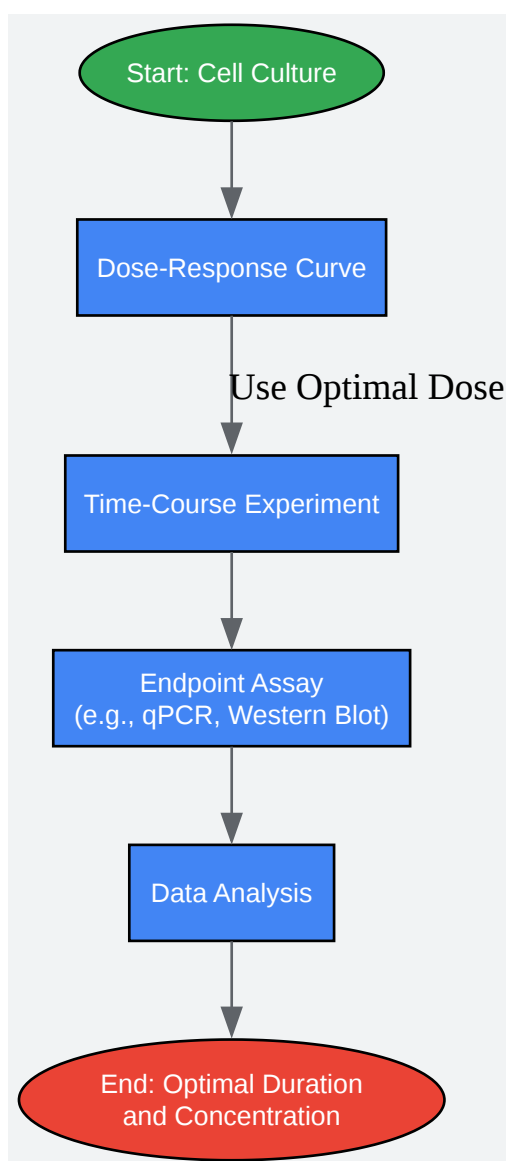 Start: Cell Culture
Dose-Response Curve
Use Optimal Dose
Time-Course Experiment
Endpoint Assay
(e.g., qPCR, Western Blot)
Data Analysis
End: Optimal Duration
and Concentration